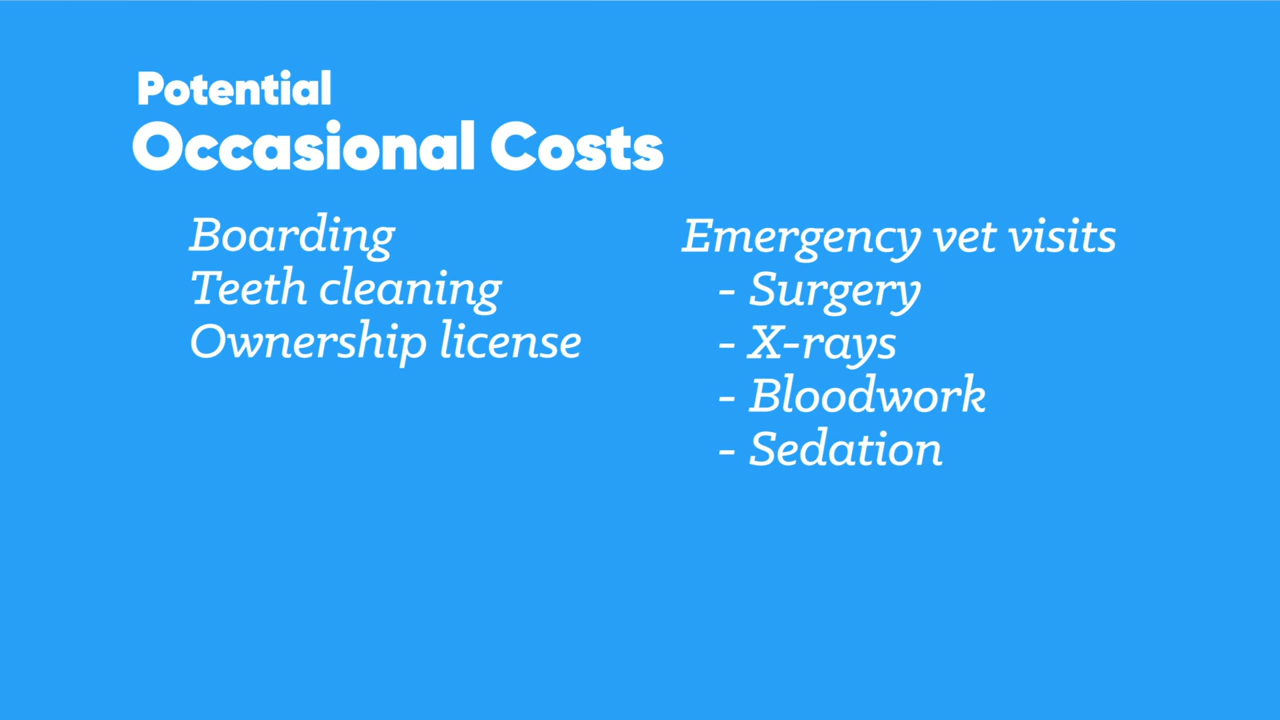 Potential
Occasional Costs
Boarding
Teeth cleaning
Ownership license
Emergency vet visits
- Surgery
- X-rays
- Bloodwork
- Sedation